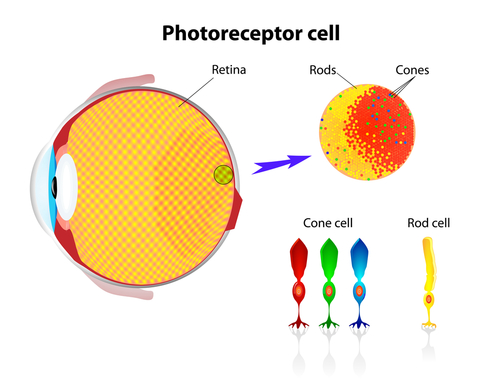 Photoreceptor cell
Retina
Rods
Cones
Cone cell
Rod cell